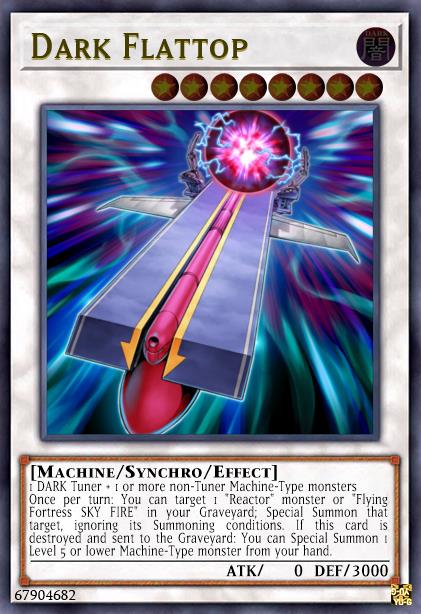 DARK FLATTOP
DARK
闇
[MACHINE/SYNCHRO/EFFECT]
1 DARK Tuner + 1 or more non-Tuner Machine-Type monsters
Once per turn: You can target 1 "Reactor" monster or "Flying
Fortress SKY FIRE" in your Graveyard; Special Summon that
target, ignoring its Summoning conditions. If this card is
destroyed and sent to the Graveyard: You can Special Summon 1
Level 5 or lower Machine-Type monster from your hand.
ATK/ 0 DEF/3000
67904682